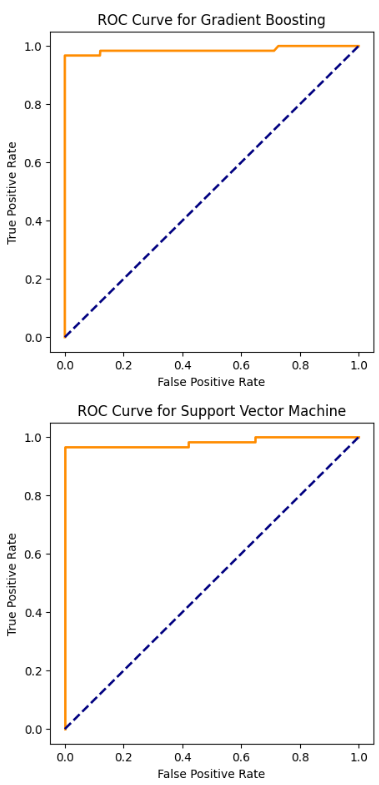 ROC Curve for Gradient Boosting
1.0
0.8
0.6
0.4
0.2
0.0
True Positive Rate
0.0 0.2 0.4 0.6 0.8 1.0
False Positive Rate
ROC Curve for Support Vector Machine
1.0
0.8
0.6
0.4
0.2
0.0
True Positive Rate
0.0 0.2 0.4 0.6 0.8 1.0
False Positive Rate